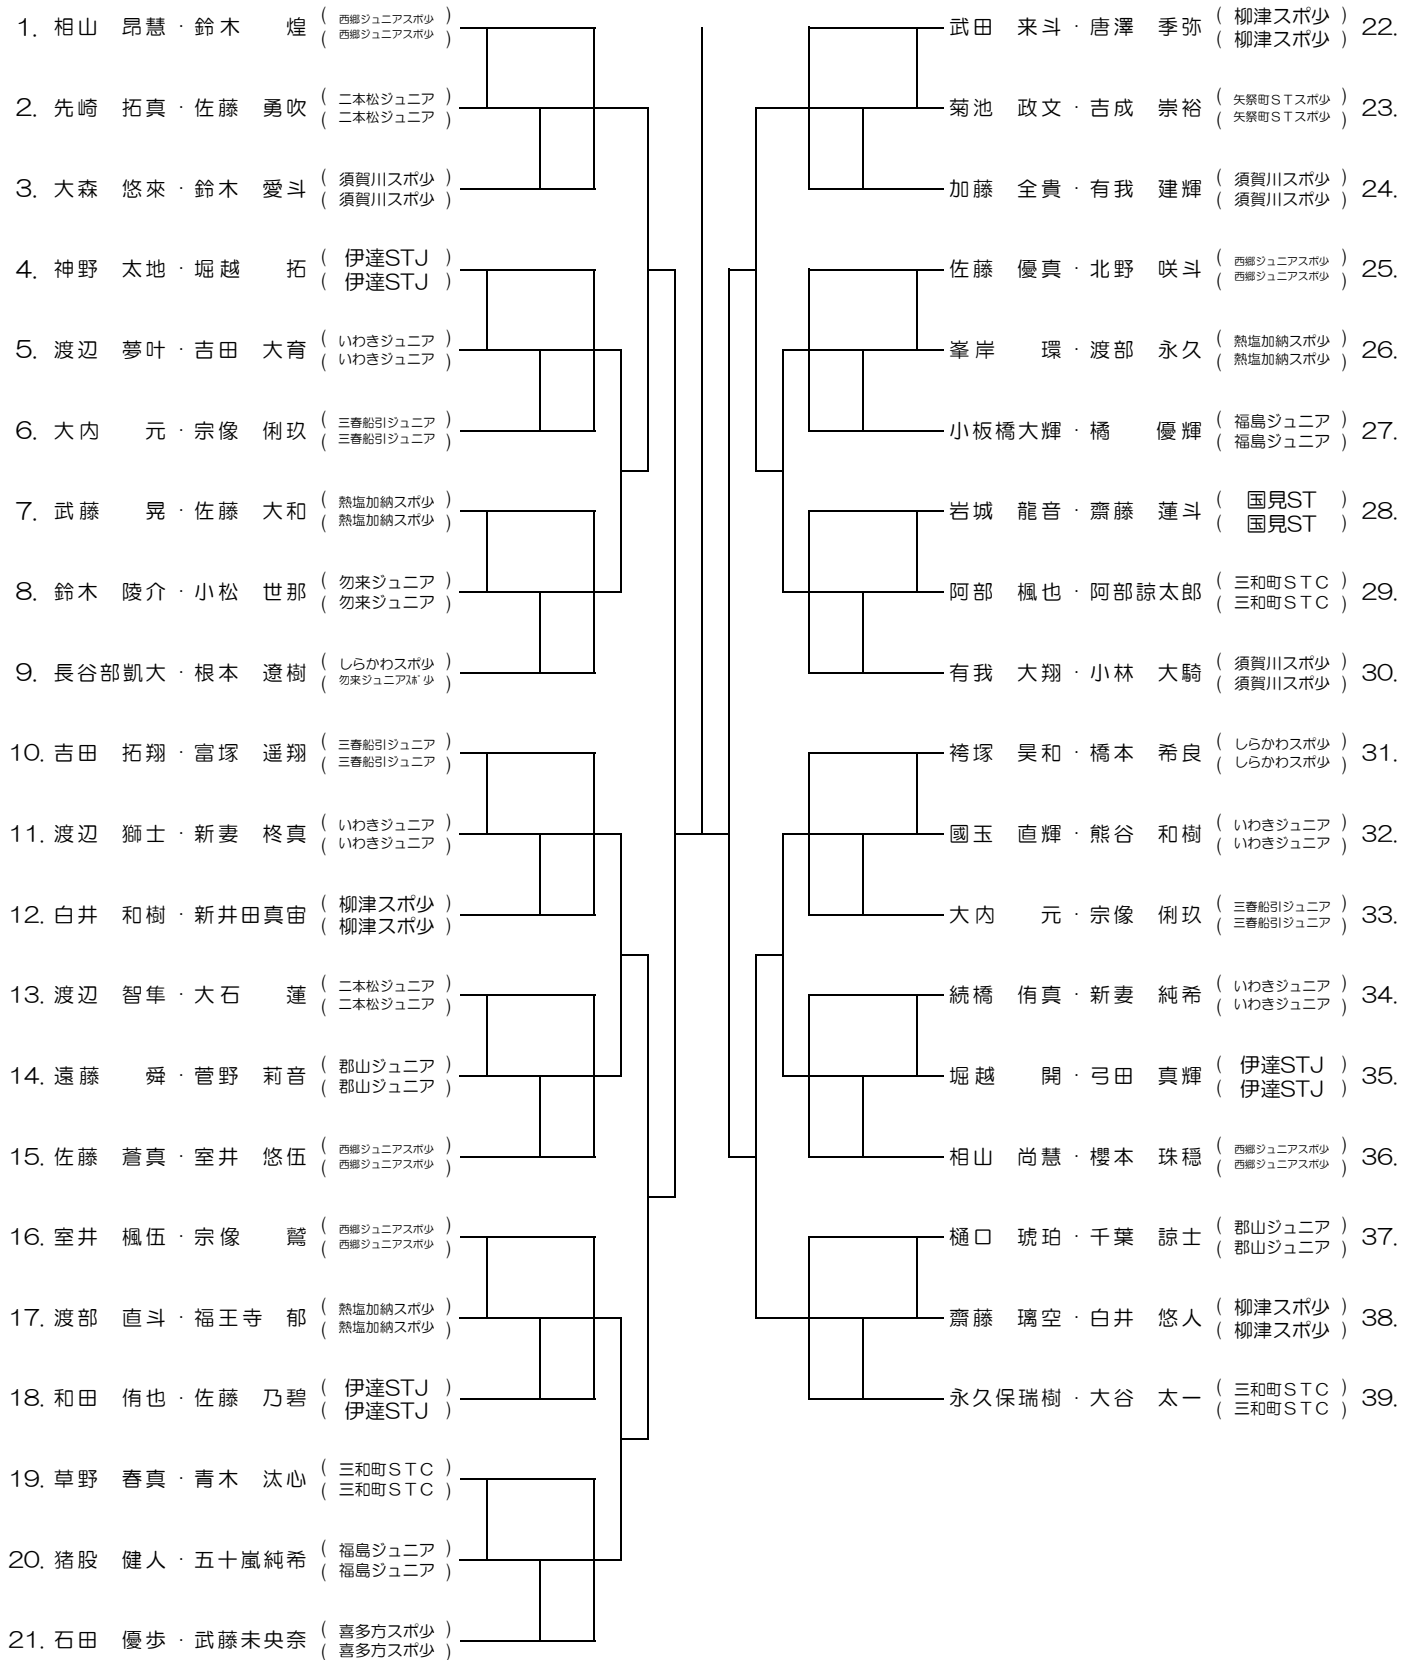 1. 相山 昂慧・鈴木 煌 (西郷ジュニアスポ少) (西郷ジュニアスポ少)
2. 先崎 拓真・佐藤 勇吹 (二本松ジュニア) (二本松ジュニア)
3. 大森 悠來・鈴木 愛斗 (須賀川スポ少) (須賀川スポ少)
4. 神野 太地・堀越 拓 (伊達STJ) (伊達STJ)
5. 渡辺 夢叶・吉田 大育 (いわきジュニア) (いわきジュニア)
6. 大内 元・宗像 俐玖 (三春船引ジュニア) (三春船引ジュニア)
7. 武藤 晃・佐藤 大和 (熱塩加納スポ少) (熱塩加納スポ少)
8. 鈴木 陵介・小松 世那 (勿来ジュニア) (勿来ジュニア)
9. 長谷部凱大・根本 遼樹 (しらかわスポ少) (勿来ジュニアスポ少)
10. 吉田 拓翔・富塚 遥翔 (三春船引ジュニア) (三春船引ジュニア)
11. 渡辺 獅士・新妻 柊真 (いわきジュニア) (いわきジュニア)
12. 白井 和樹・新井田真宙 (柳津スポ少) (柳津スポ少)
13. 渡辺 智隼・大石 蓮 (二本松ジュニア) (二本松ジュニア)
14. 遠藤 舜・菅野 莉音 (郡山ジュニア) (郡山ジュニア)
15. 佐藤 蒼真・室井 悠伍 (西郷ジュニアスポ少) (西郷ジュニアスポ少)
16. 室井 楓伍・宗像 鷲 (西郷ジュニアスポ少) (西郷ジュニアスポ少)
17. 渡部 直斗・福王寺 郁 (熱塩加納スポ少) (熱塩加納スポ少)
18. 和田 侑也・佐藤 乃碧 (伊達STJ) (伊達STJ)
19. 草野 春真・青木 汰心 (三和町STC) (三和町STC)
20. 猪股 健人・五十嵐純希 (福島ジュニア) (福島ジュニア)
21. 石田 優歩・武藤未央奈 (喜多方スポ少) (喜多方スポ少)
武田 来斗・唐澤 季弥 (柳津スポ少) (柳津スポ少) 22.
菊池 政文・吉成 崇裕 (矢祭町STスポ少) (矢祭町STスポ少) 23.
加藤 全貴・有我 建輝 (須賀川スポ少) (須賀川スポ少) 24.
佐藤 優真・北野 咲斗 (西郷ジュニアスポ少) (西郷ジュニアスポ少) 25.
峯岸 環・渡部 永久 (熱塩加納スポ少) (熱塩加納スポ少) 26.
小板橋大輝・橘 優輝 (福島ジュニア) (福島ジュニア) 27.
岩城 龍音・齋藤 蓮斗 (国見ST) (国見ST) 28.
阿部 楓也・阿部諒太郎 (三和町STC) (三和町STC) 29.
有我 大翔・小林 大騎 (須賀川スポ少) (須賀川スポ少) 30.
袴塚 昊和・橋本 希良 (しらかわスポ少) (しらかわスポ少) 31.
國玉 直輝・熊谷 和樹 (いわきジュニア) (いわきジュニア) 32.
大内 元・宗像 俐玖 (三春船引ジュニア) (三春船引ジュニア) 33.
続橋 侑真・新妻 純希 (いわきジュニア) (いわきジュニア) 34.
堀越 開・弓田 真輝 (伊達STJ) (伊達STJ) 35.
相山 尚慧・櫻本 珠穏 (西郷ジュニアスポ少) (西郷ジュニアスポ少) 36.
樋口 琥珀・千葉 諒士 (郡山ジュニア) (郡山ジュニア) 37.
齋藤 璃空・白井 悠人 (柳津スポ少) (柳津スポ少) 38.
永久保瑞樹・大谷 太一 (三和町STC) (三和町STC) 39.